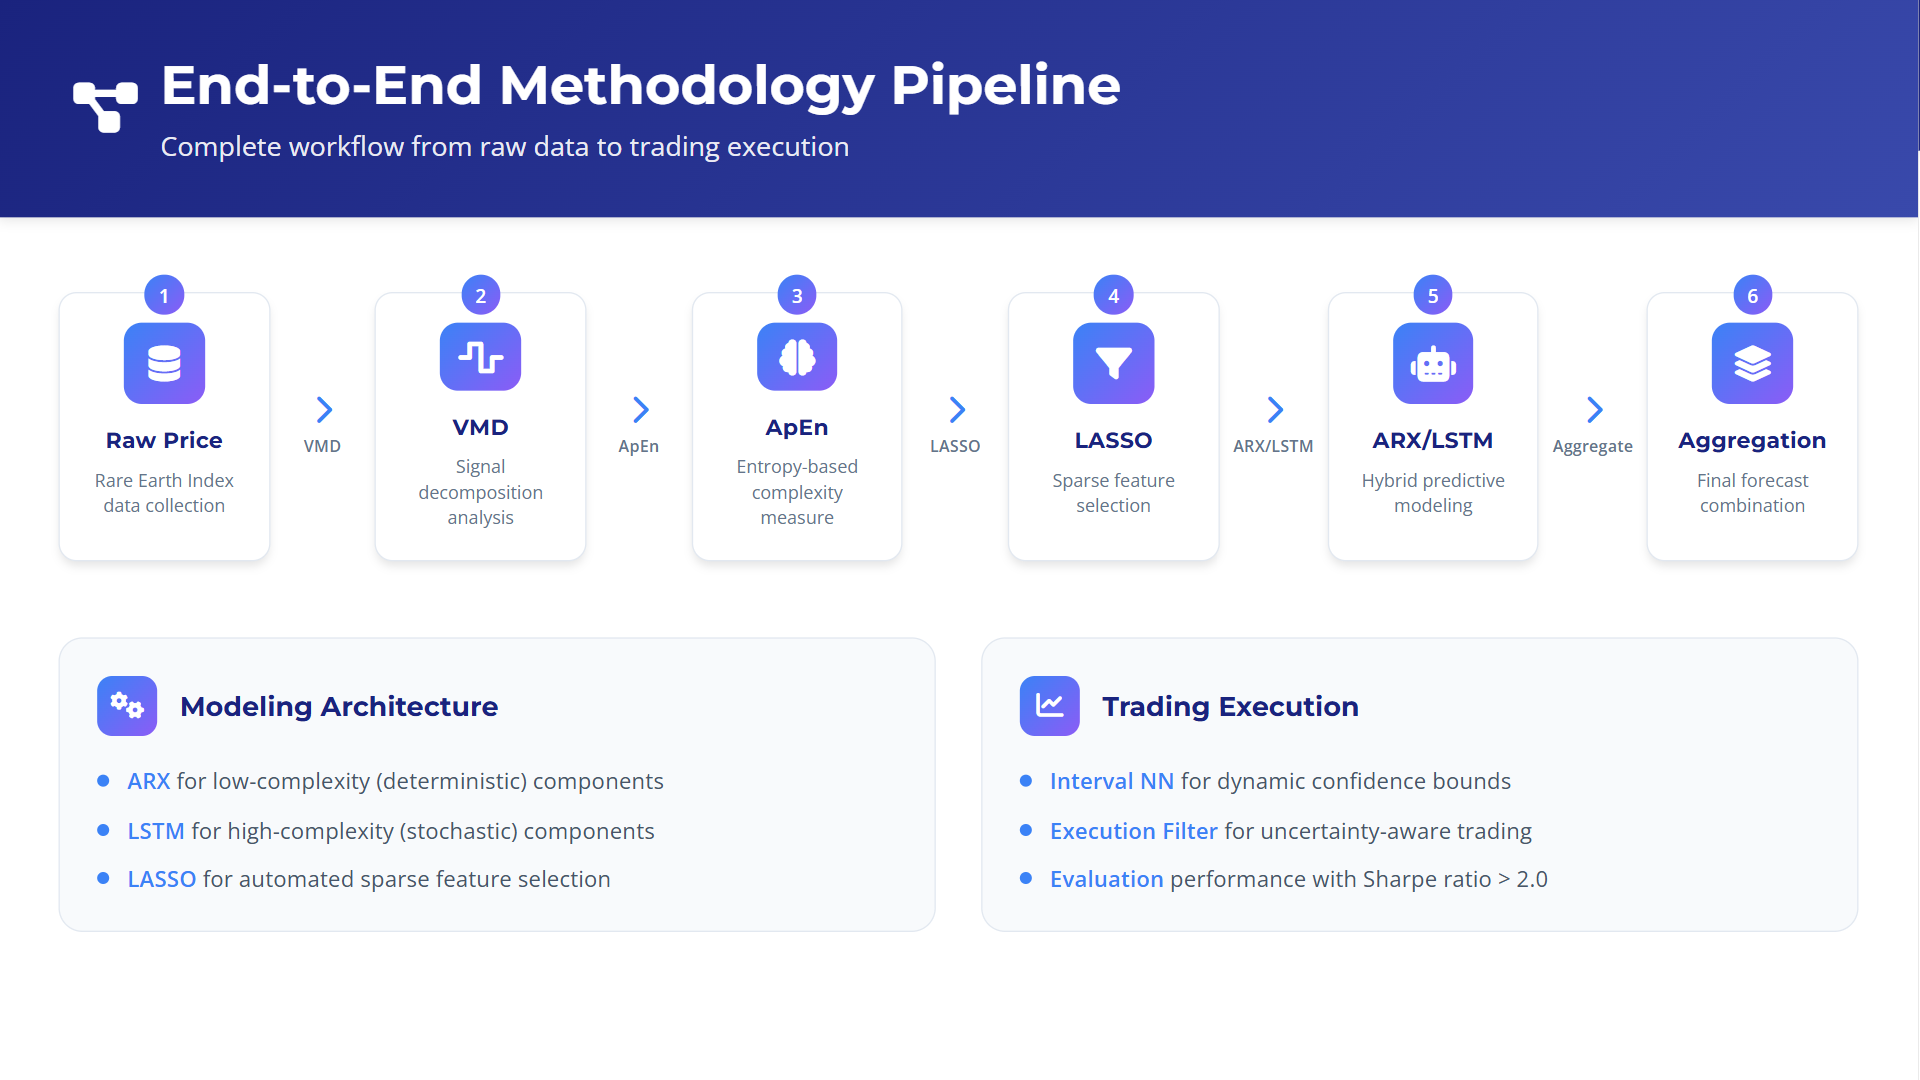 End-to-End Methodology Pipeline
Complete workflow from raw data to trading execution
1
Raw Price
Rare Earth Index
data collection
VMD
2
VMD
Signal
decomposition
analysis
ApEn
3
ApEn
Entropy-based
complexity
measure
LASSO
4
LASSO
Sparse feature
selection
ARX/LSTM
5
ARX/LSTM
Hybrid predictive
modeling
Aggregate
6
Aggregation
Final forecast
combination
Modeling Architecture
ARX for low-complexity (deterministic) components
LSTM for high-complexity (stochastic) components
LASSO for automated sparse feature selection
Trading Execution
Interval NN for dynamic confidence bounds
Execution Filter for uncertainty-aware trading
Evaluation performance with Sharpe ratio > 2.0